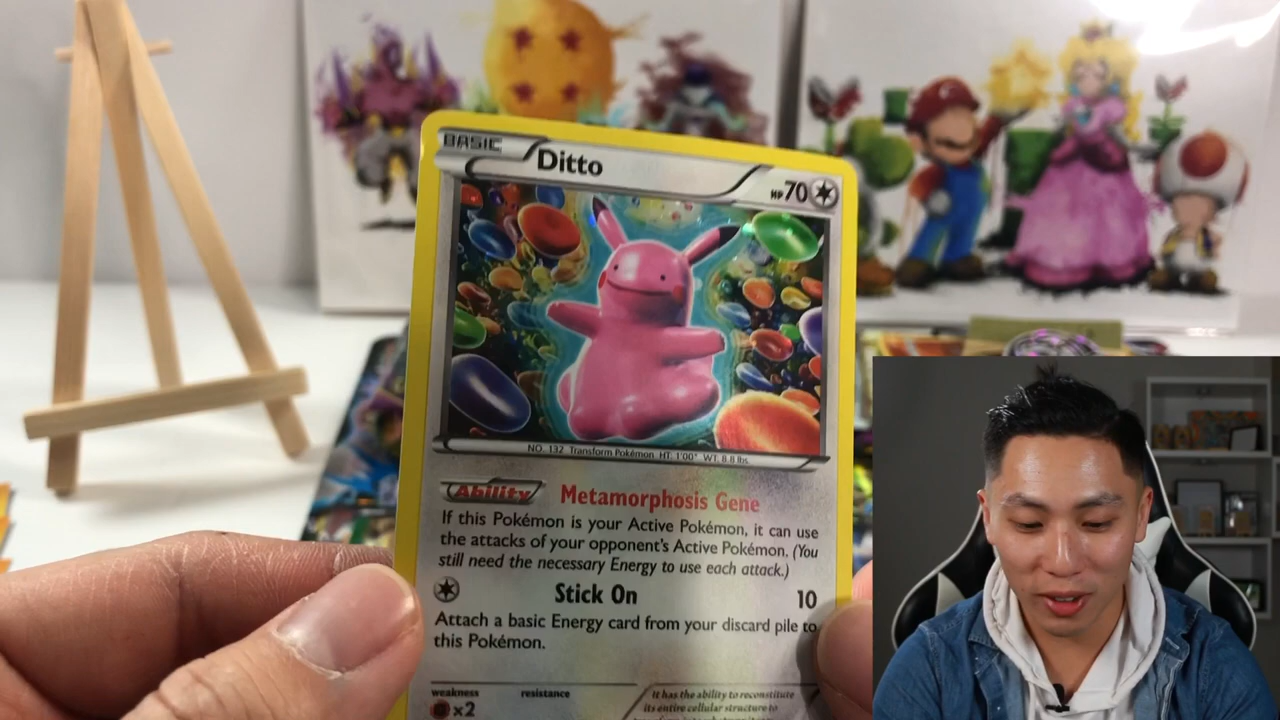 BASIC
Ditto
HP 70
NO. 132 Transform Pokémon HT. 1'00" WT. 8.8 lbs.
Ability Metamorphosis Gene
If this Pokémon is your Active Pokémon, it can use
the attacks of your opponent's Active Pokémon. (You
still need the necessary Energy to use each attack.)
Stick On 10
Attach a basic Energy card from your discard pile to
this Pokémon.
weakness resistance
x2
It has the ability to reconstitute
its entire cellular structure to